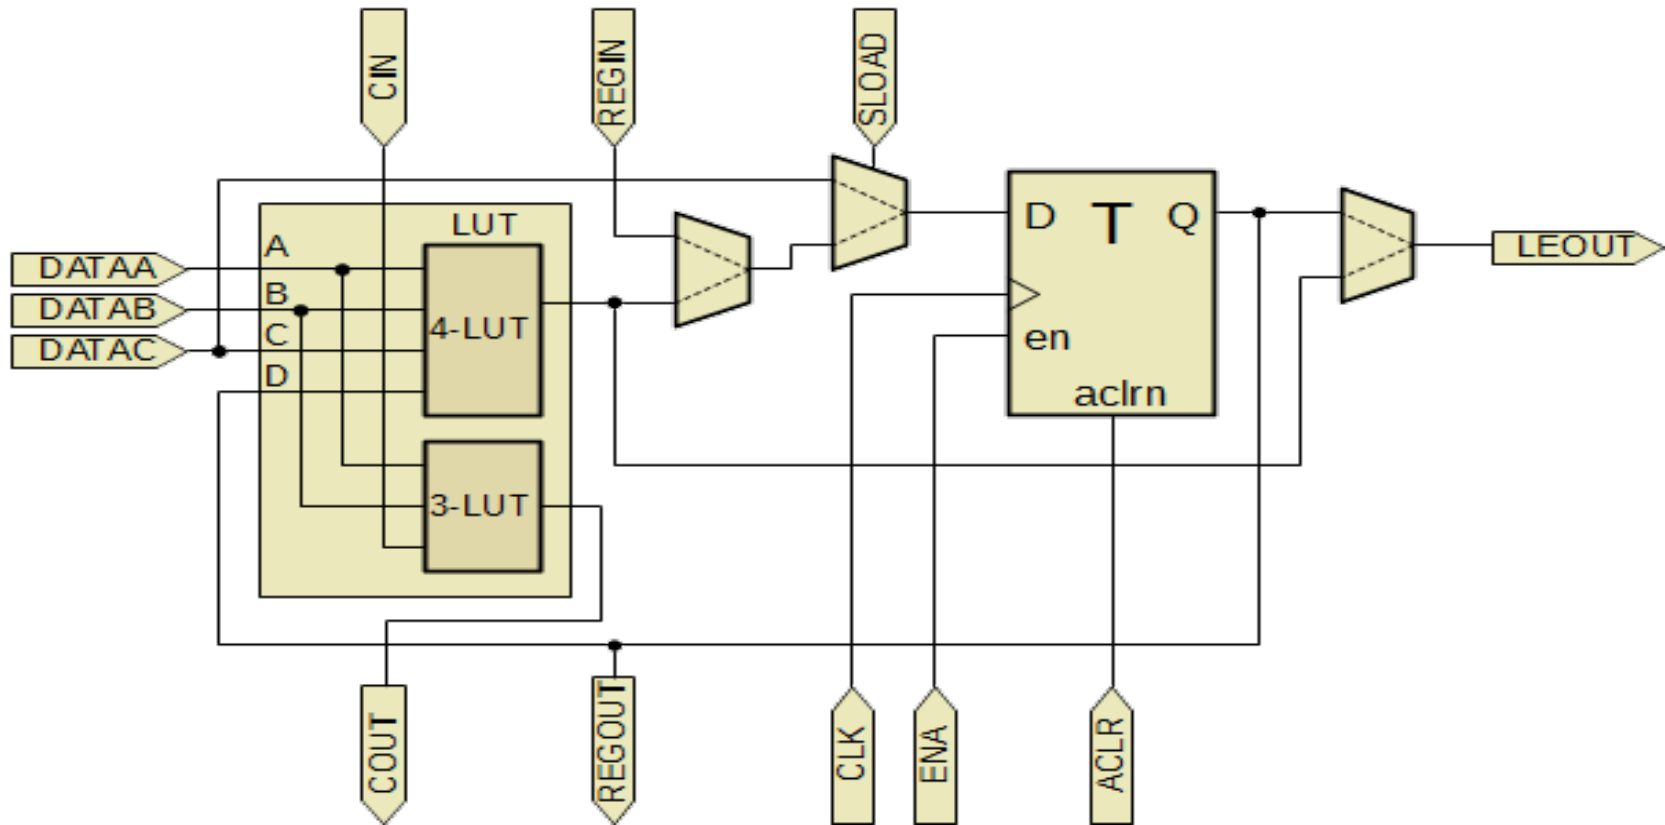 CIN
REGIN
SLOAD
LUT
D T Q
A
DATAA
LEOUT
B
DATAB
4-LUT
C
DATAC
en
D
aclrn
3-LUT
COUT
REGOUT
CLK
ENA
ACLR